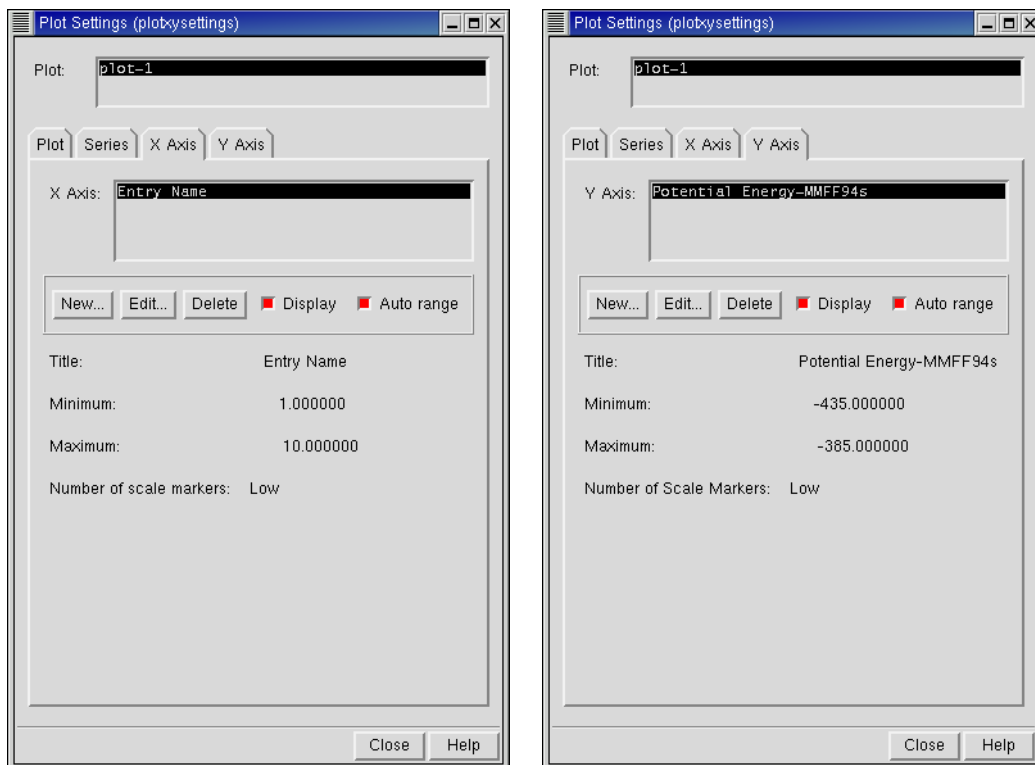 Plot Settings (plotxysettings)
Plot: plot-1
Plot Series X Axis Y Axis
X Axis: Entry Name
New... Edit... Delete Display Auto range
Title: Entry Name
Minimum: 1.000000
Maximum: 10.000000
Number of scale markers: Low
Close Help
Plot Settings (plotxysettings)
Plot: plot-1
Plot Series X Axis Y Axis
Y Axis: Potential Energy-MMFF94s
New... Edit... Delete Display Auto range
Title: Potential Energy-MMFF94s
Minimum: -435.000000
Maximum: -385.000000
Number of Scale Markers: Low
Close Help